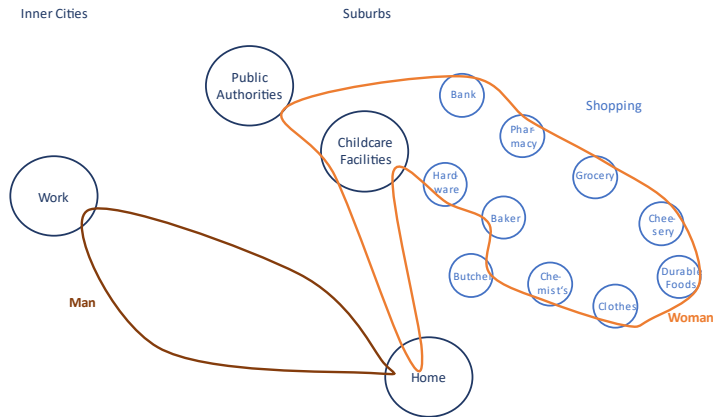 Inner Cities
Suburbs
Public
Authorities
Bank
Shopping
Phar-
macy
Childcare
Facilities
Hard-
ware
Grocery
Work
Baker
Chee-
sery
Butcher
Che-
mist's
Durable
Foods
Man
Clothes
Woman
Home